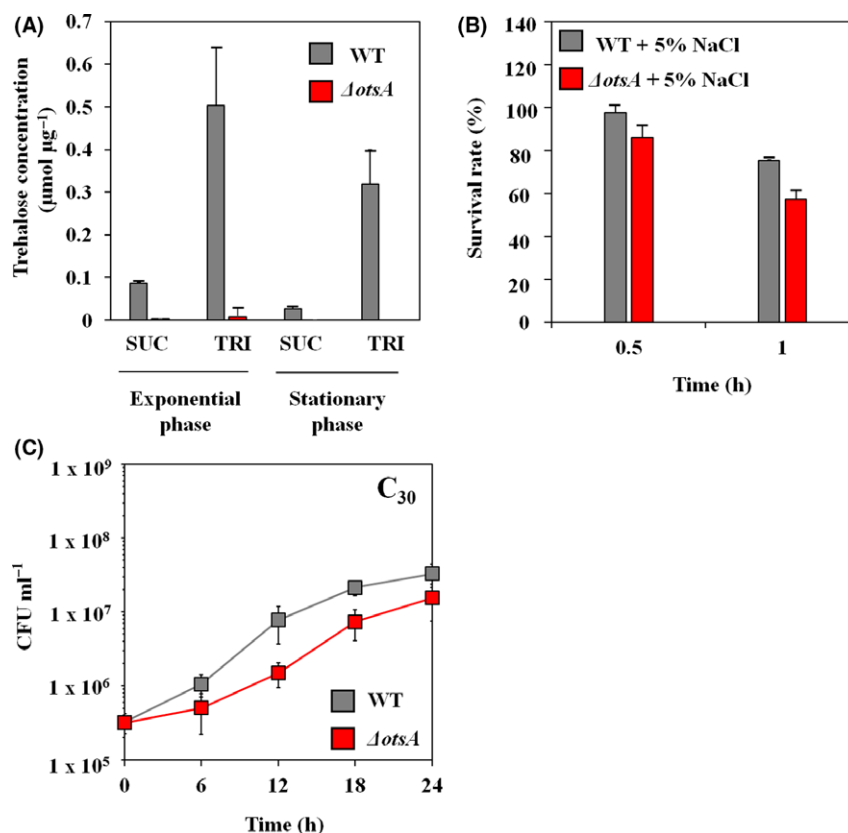 (A)
Trehalose concentration
(μmol μg⁻¹)
0.7
0.6
0.5
0.4
0.3
0.2
0.1
0
WT
ΔotsA
SUC TRI SUC TRI
Exponential
phase
Stationary
phase
(B)
Survival rate (%)
140
120
100
80
60
40
20
0
WT + 5% NaCl
ΔotsA + 5% NaCl
0.5 1
Time (h)
(C)
CFU ml⁻¹
1 x 10⁹
1 x 10⁸
1 x 10⁷
1 x 10⁶
1 x 10⁵
C₃₀
WT
ΔotsA
0 6 12 18 24
Time (h)